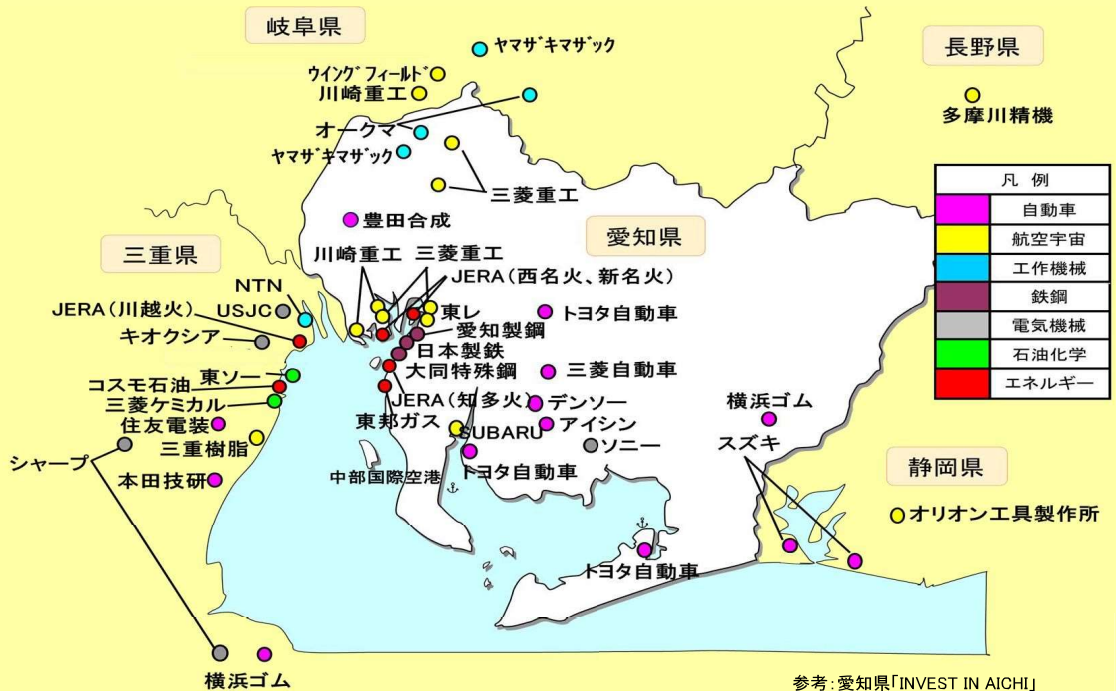 岐阜県
ヤマザキマザック
長野県
ウイングフィールド
川崎重工
多摩川精機
オークマ
ヤマザキマザック
三菱重工
凡 例
自動車
航空宇宙
工作機械
鉄鋼
電気機械
石油化学
エネルギー
豊田合成
愛知県
三重県
川崎重工
三菱重工
JERA(西名火、新名火)
NTN
JERA(川越火)
USJC
東レ
トヨタ自動車
キオクシア
愛知製鋼
日本製鉄
東ソー
大同特殊鋼
三菱自動車
コスモ石油
JERA(知多火)
デンソー
横浜ゴム
三菱ケミカル
東邦ガス
SUBARU
アイシン
住友電装
ソニー
スズキ
三重樹脂
シャープ
中部国際空港
トヨタ自動車
静岡県
本田技研
オリオン工具製作所
トヨタ自動車
横浜ゴム
参考:愛知県「INVEST IN AICHI」